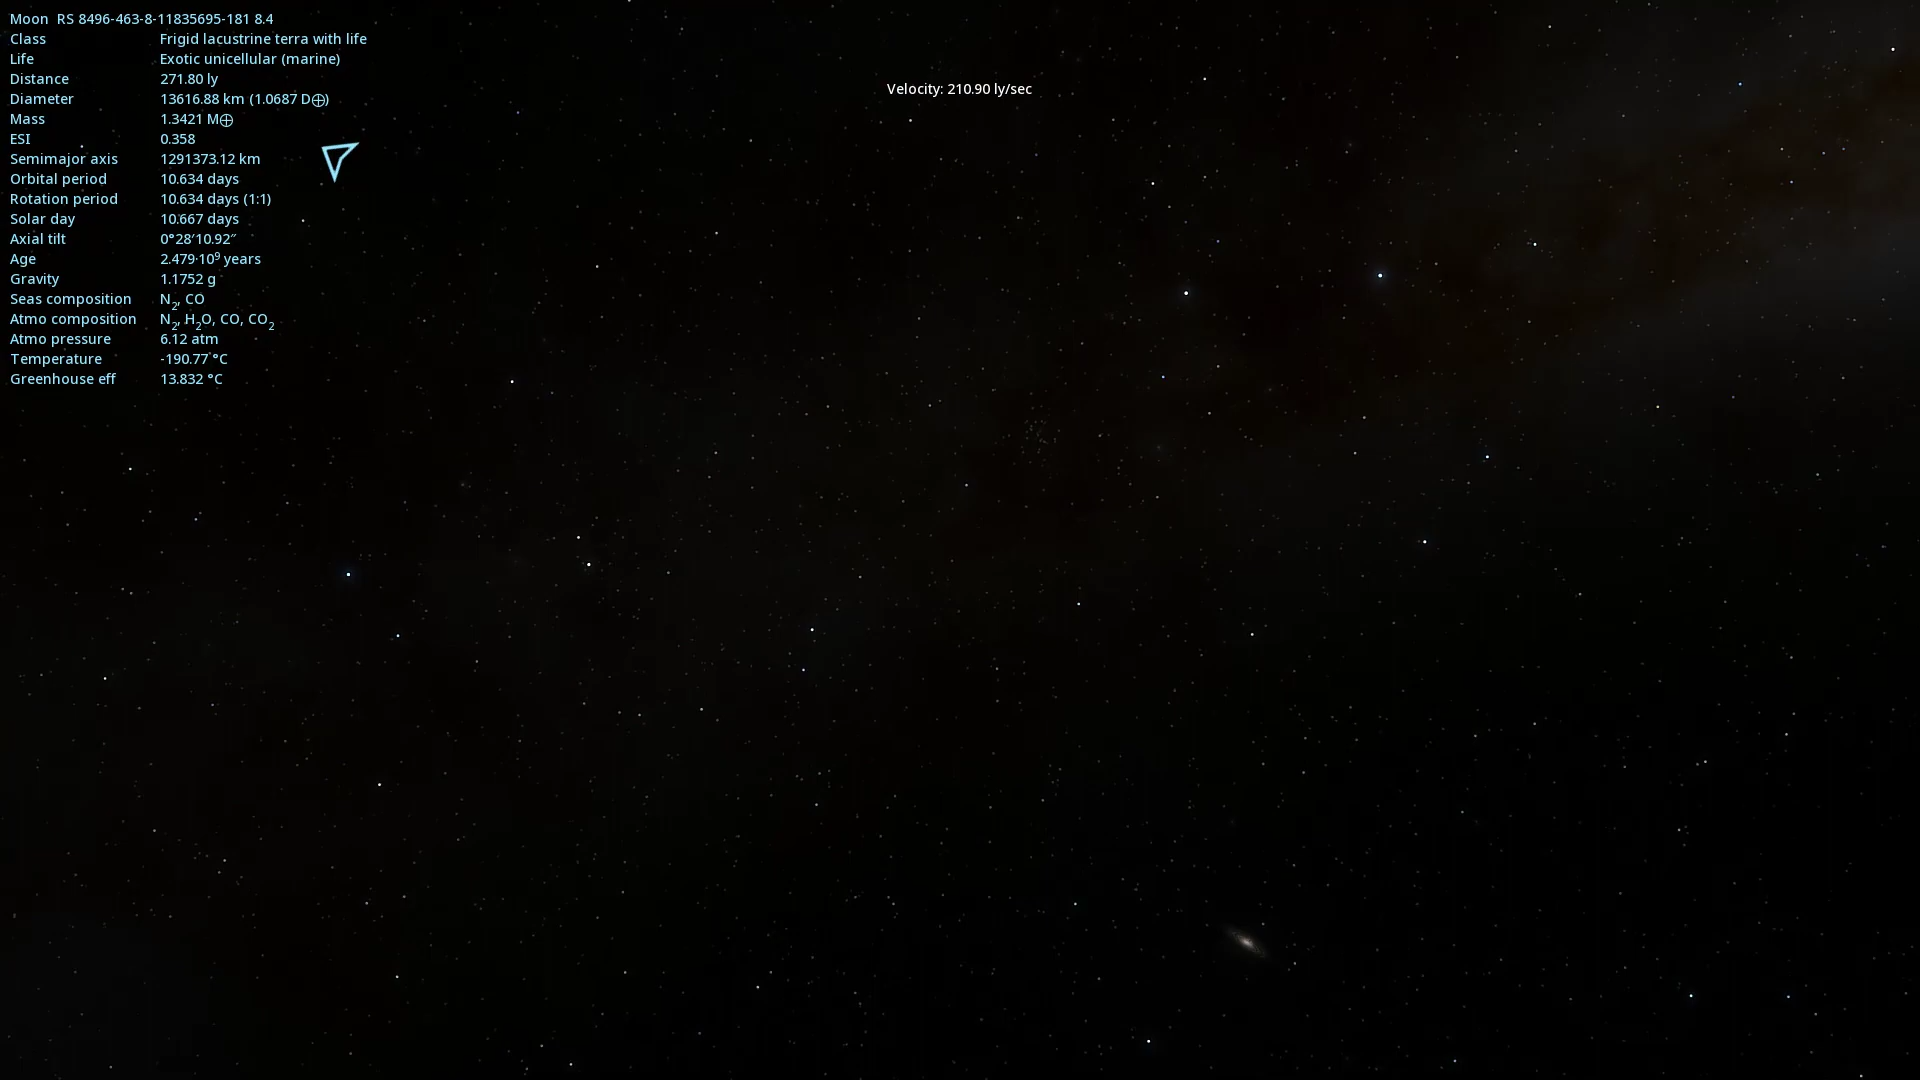 Moon RS 8496-463-8-11835695-181 8.4
Class Frigid lacustrine terra with life
Life Exotic unicellular (marine)
Distance 271.80 ly
Velocity: 210.90 ly/sec
Diameter 13616.88 km (1.0687 D⊕)
Mass 1.3421 M⊕
ESI 0.358
Semimajor axis 1291373.12 km
Orbital period 10.634 days
Rotation period 10.634 days (1:1)
Solar day 10.667 days
Axial tilt 0°28′10.92″
Age 2.479·10⁹ years
Gravity 1.1752 g
Seas composition N₂, CO
Atmo composition N₂, H₂O, CO, CO₂
Atmo pressure 6.12 atm
Temperature -190.77 °C
Greenhouse eff 13.832 °C